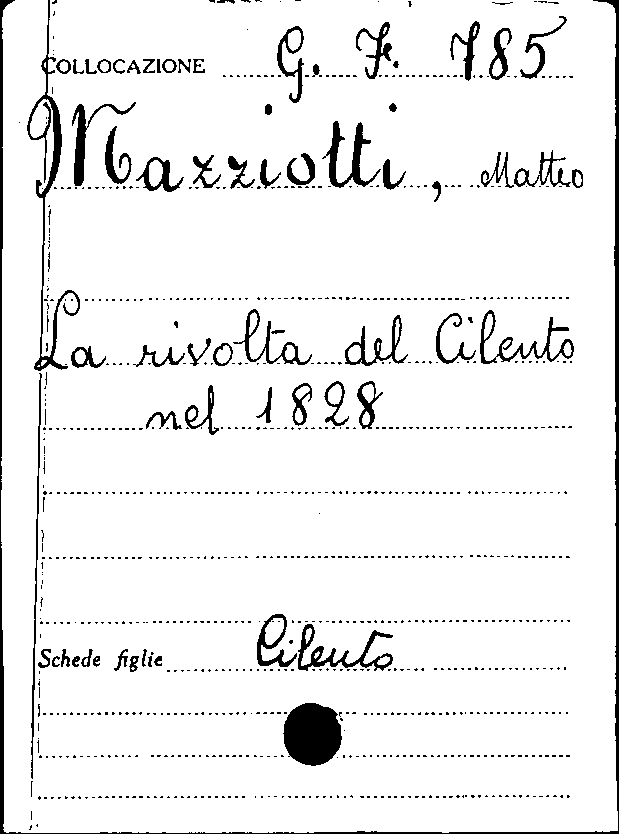 COLLOCAZIONE G. F. 785
Mazziotti, Matteo
La rivolta del Cilento
nel 1828
Schede figlie Cilento